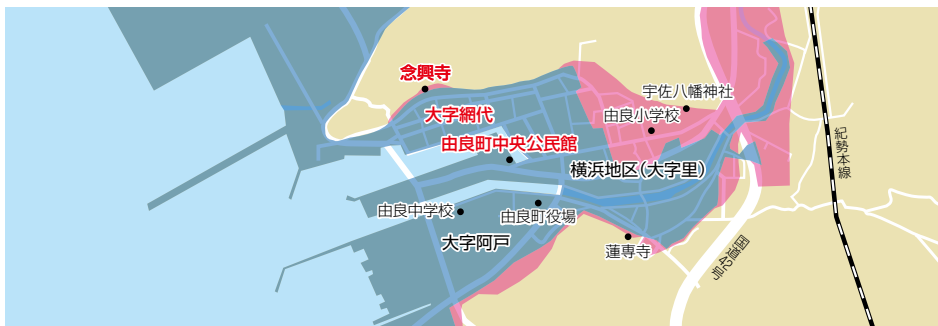 念興寺
大字網代
宇佐八幡神社
由良小学校
由良町中央公民館
横浜地区(大字里)
紀勢本線
由良中学校
由良町役場
大字阿戸
蓮専寺
国道42号